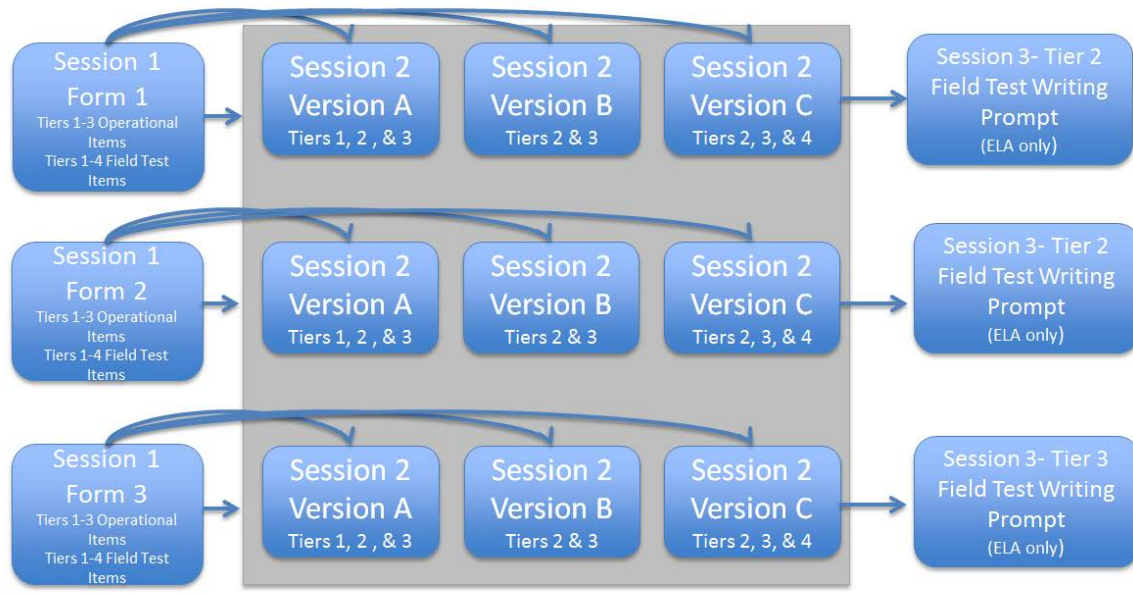 Session 1
Form 1
Tiers 1-3 Operational
Items
Tiers 1-4 Field Test
Items
Session 2
Version A
Tiers 1, 2 , & 3
Session 2
Version B
Tiers 2 & 3
Session 2
Version C
Tiers 2, 3, & 4
Session 3- Tier 2
Field Test Writing
Prompt
(ELA only)
Session 1
Form 2
Tiers 1-3 Operational
Items
Tiers 1-4 Field Test
Items
Session 2
Version A
Tiers 1, 2 , & 3
Session 2
Version B
Tiers 2 & 3
Session 2
Version C
Tiers 2, 3, & 4
Session 3- Tier 2
Field Test Writing
Prompt
(ELA only)
Session 1
Form 3
Tiers 1-3 Operational
Items
Tiers 1-4 Field Test
Items
Session 2
Version A
Tiers 1, 2 , & 3
Session 2
Version B
Tiers 2 & 3
Session 2
Version C
Tiers 2, 3, & 4
Session 3- Tier 3
Field Test Writing
Prompt
(ELA only)